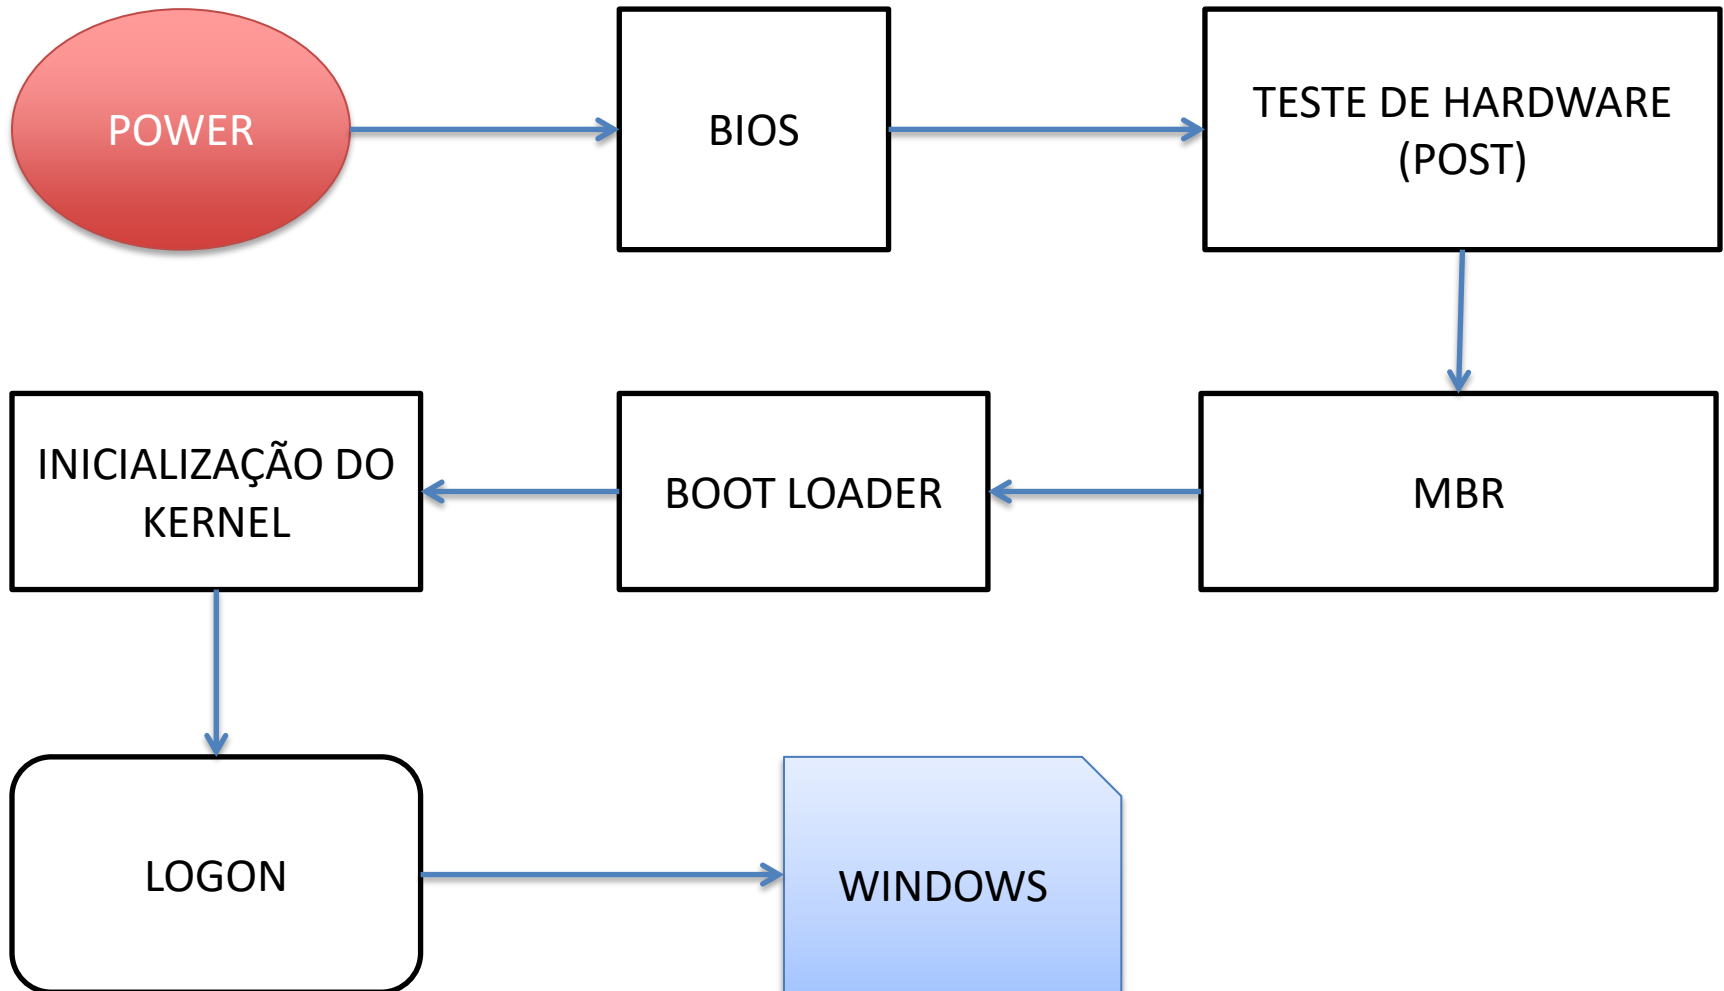 POWER
BIOS
TESTE DE HARDWARE
(POST)
INICIALIZAÇÃO DO
KERNEL
BOOT LOADER
MBR
LOGON
WINDOWS